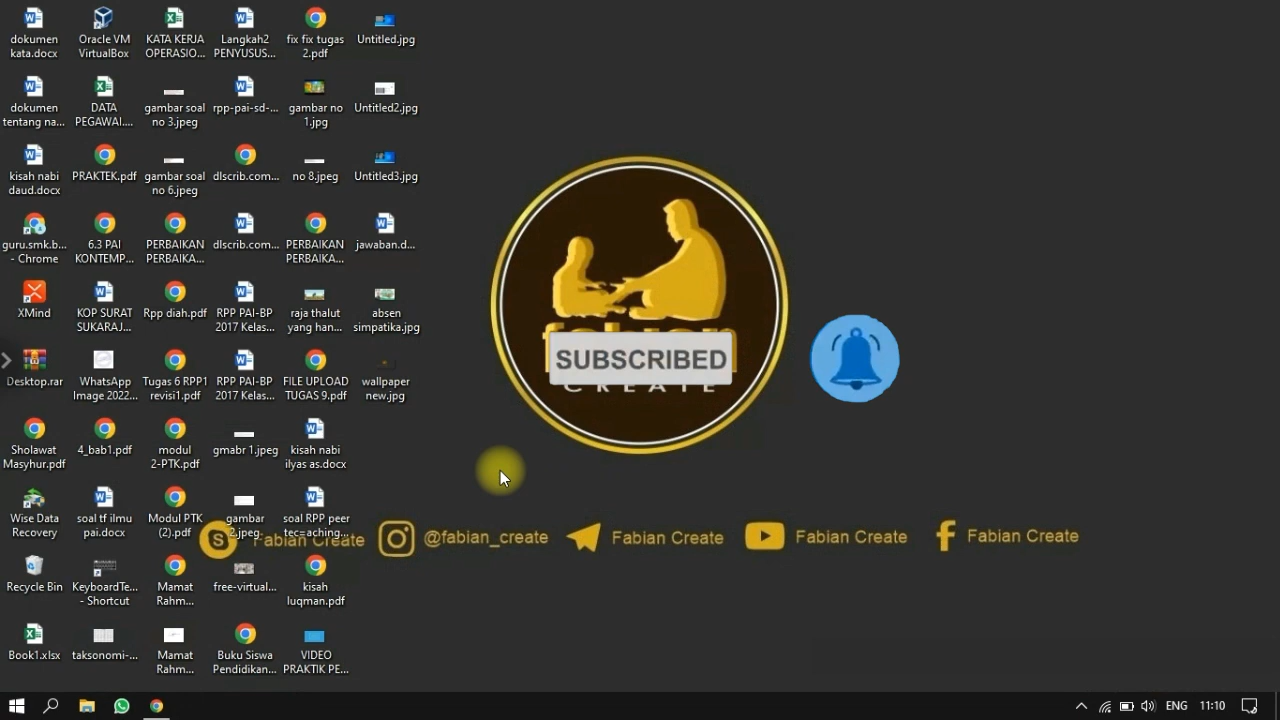 dokumen
kata.docx
Oracle VM
VirtualBox
KATA KERJA
OPERASIO...
Langkah2
PENYUSUS...
fix fix tugas
2.pdf
Untitled.jpg
dokumen
tentang na...
DATA
PEGAWAI....
gambar soal
no 3.jpeg
rpp-pai-sd-...
gambar no
1.jpg
Untitled2.jpg
kisah nabi
daud.docx
PRAKTEK.pdf
gambar soal
no 6.jpeg
dlscrib.com...
no 8.jpeg
Untitled3.jpg
guru.smk.b...
- Chrome
6.3 PAI
KONTEMP...
PERBAIKAN
PERBAIKA...
dlscrib.com...
PERBAIKAN
PERBAIKA...
jawaban.d...
XMind
KOP SURAT
SUKARAJ...
Rpp diah.pdf
RPP PAI-BP
2017 Kelas...
raja thalut
yang han...
absen
simpatika.jpg
Desktop.rar
WhatsApp
Image 2022...
Tugas 6 RPP1
revisi1.pdf
RPP PAI-BP
2017 Kelas...
FILE UPLOAD
TUGAS 9.pdf
wallpaper
new.jpg
Sholawat
Masyhur.pdf
4_bab1.pdf
modul
2-PTK.pdf
gmabr 1.jpeg
kisah nabi
ilyas as.docx
Wise Data
Recovery
soal tf ilmu
pai.docx
Modul PTK
(2).pdf
gambar
2.jpeg
soal RPP peer
tec=aching...
Recycle Bin
KeyboardTe...
- Shortcut
Mamat
Rahm...
free-virtual...
kisah
luqman.pdf
Book1.xlsx
taksonomi-...
Mamat
Rahm...
Buku Siswa
Pendidikan...
VIDEO
PRAKTIK PE...
fabian
SUBSCRIBED
CREATE
Fabian Create
@fabian_create
Fabian Create
Fabian Create
Fabian Create
ENG
11:10